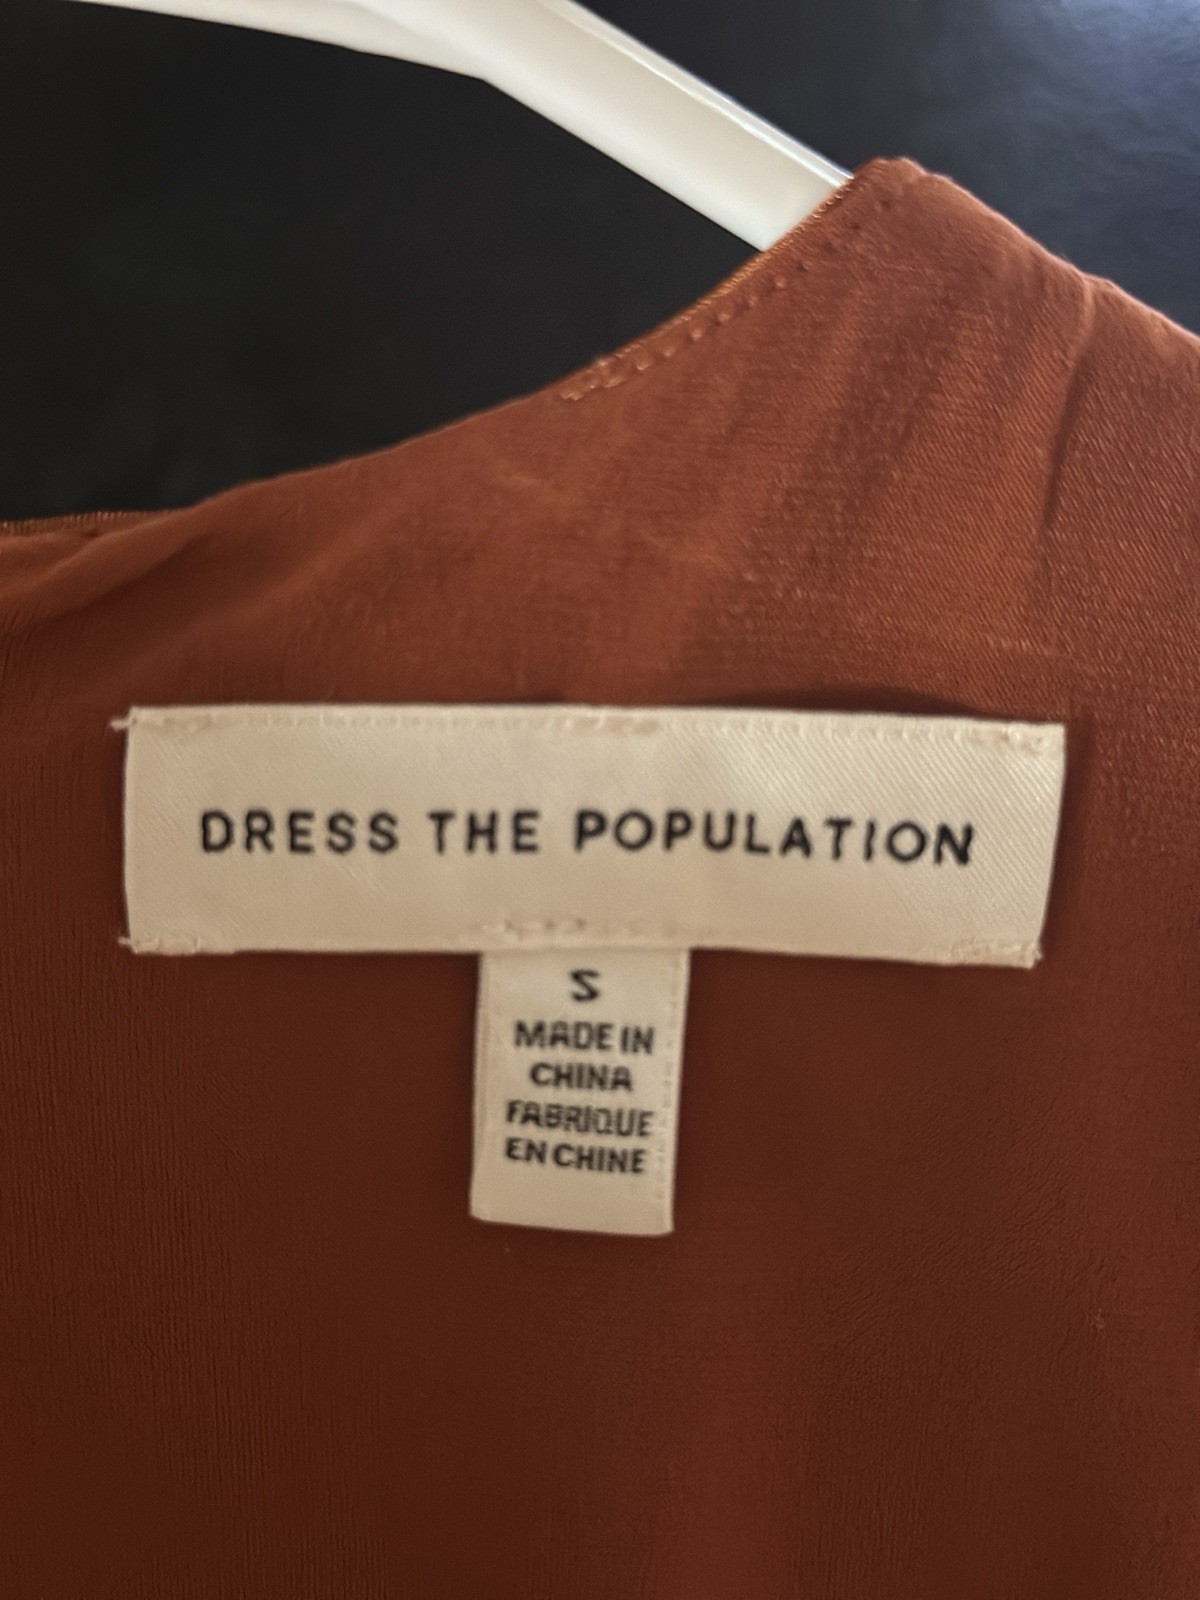 DRESS THE POPULATION
S
MADE IN
CHINA
FABRIQUE
EN CHINE